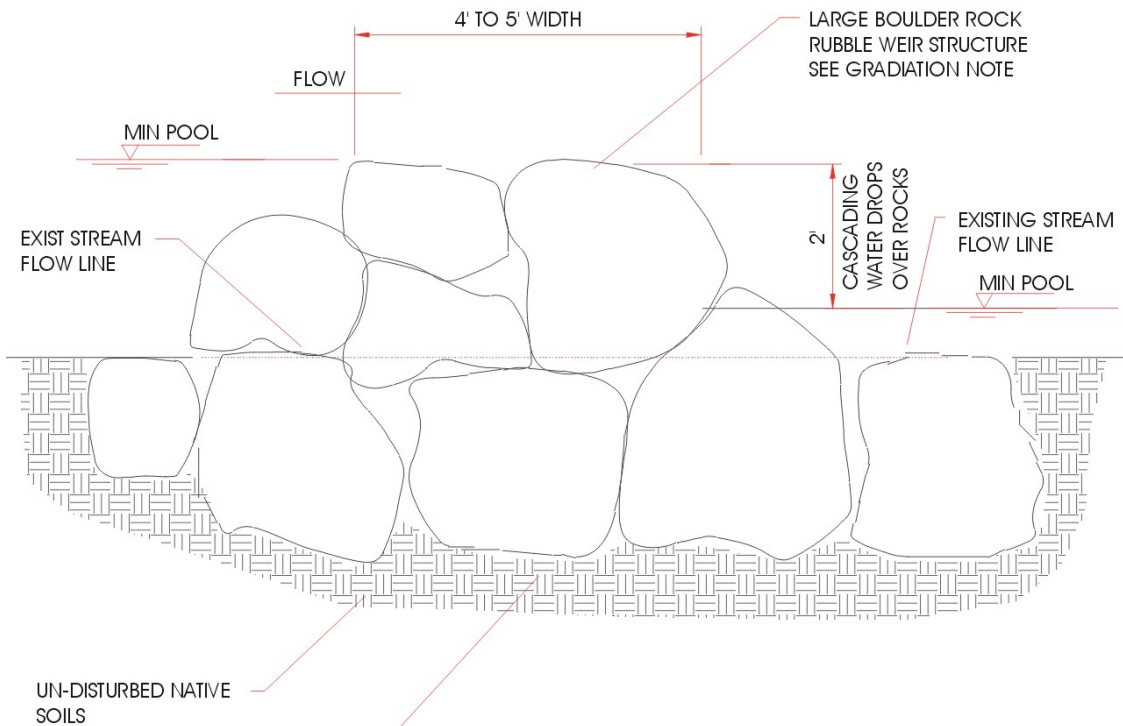 4' TO 5' WIDTH
LARGE BOULDER ROCK
RUBBLE WEIR STRUCTURE
SEE GRADIATION NOTE
FLOW
MIN POOL
EXIST STREAM
FLOW LINE
2'
CASCADING
WATER DROPS
OVER ROCKS
EXISTING STREAM
FLOW LINE
MIN POOL
UN-DISTURBED NATIVE
SOILS